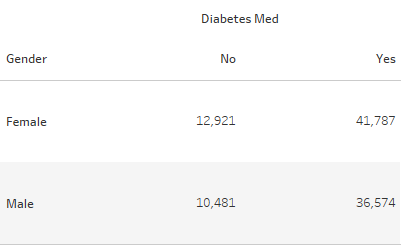 Diabetes Med
Gender No Yes
Female 12,921 41,787
Male 10,481 36,574